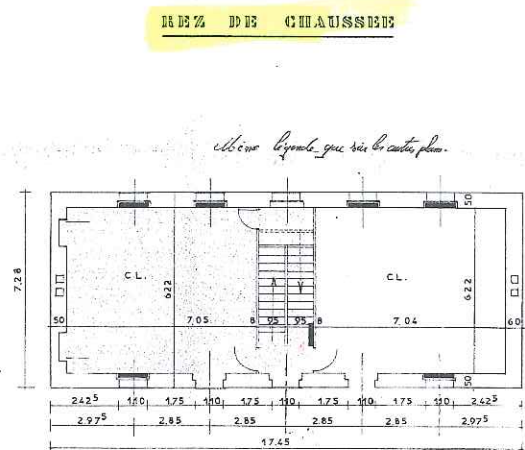 REZ DE CHAUSSEE
Même légende que sur les autres plans.
50
7,28
CL.
622
CL.
622
50 7,05 8 95 95 8 7,04 60
50
242⁵ 1.10 1,75 1.10 1,75 1.10 1,75 1.10 1,75 1.10 2,42⁵
2.97⁵ 2.85 2.85 2.85 2.85 2.97⁵
17.45